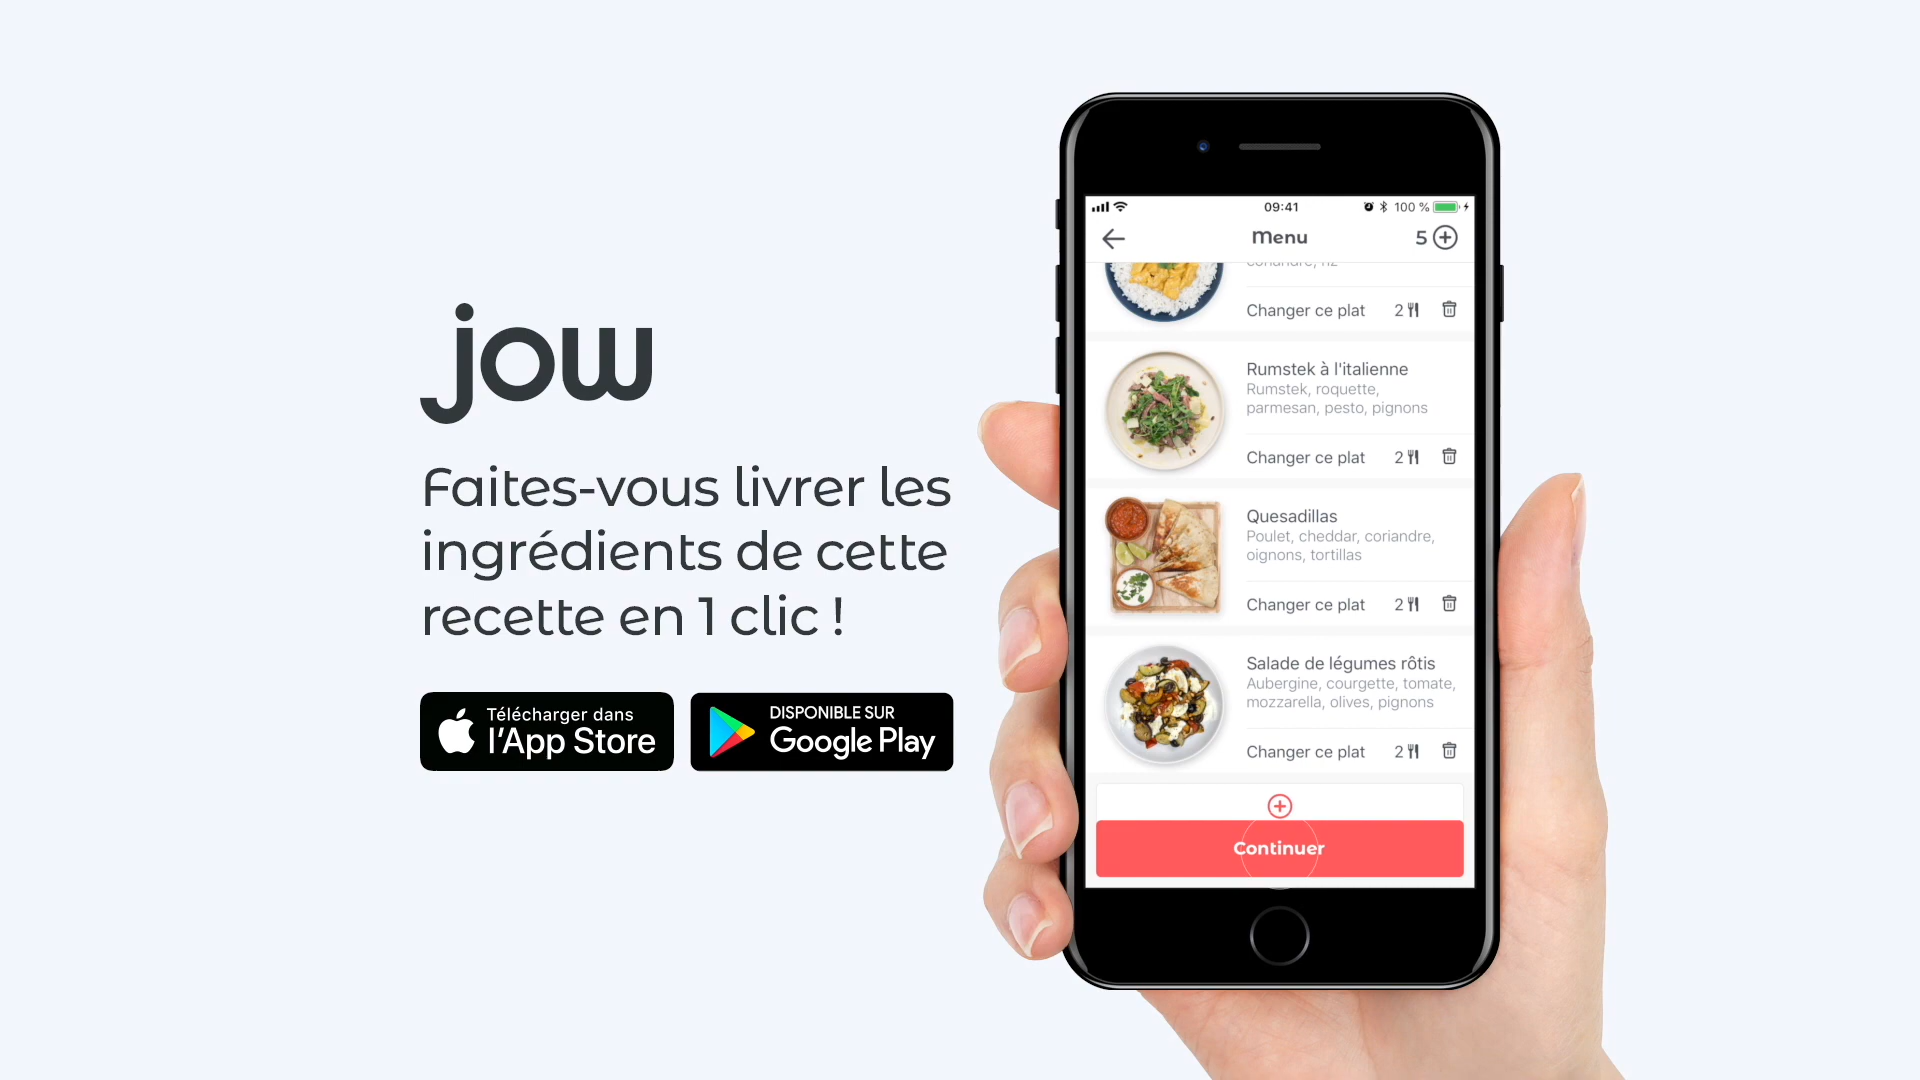 jow
Faites-vous livrer les
ingrédients de cette
recette en 1 clic !
Télécharger dans
l'App Store
DISPONIBLE SUR
Google Play
09:41
100 %
Menu
5
Changer ce plat
2
Rumstek à l'italienne
Rumstek, roquette,
parmesan, pesto, pignons
Changer ce plat
2
Quesadillas
Poulet, cheddar, coriandre,
oignons, tortillas
Changer ce plat
2
Salade de légumes rôtis
Aubergine, courgette, tomate,
mozzarella, olives, pignons
Changer ce plat
2
Continuer